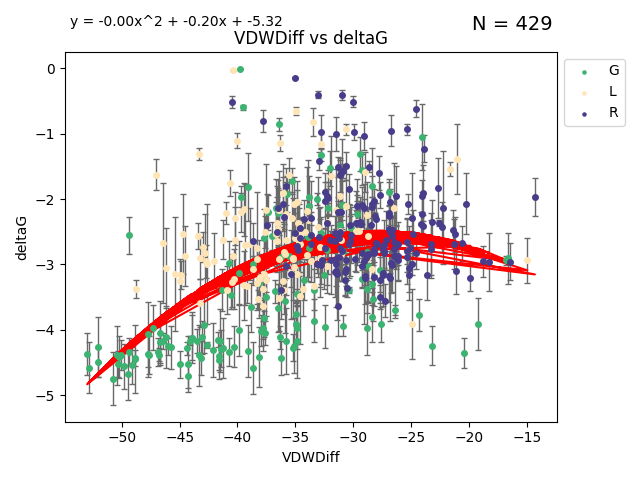 y = -0.00x^2 + -0.20x + -5.32
N = 429
VDWDiff vs deltaG
G
L
R
0
−1
−2
−3
−4
−5
deltaG
−50 −45 −40 −35 −30 −25 −20 −15
VDWDiff